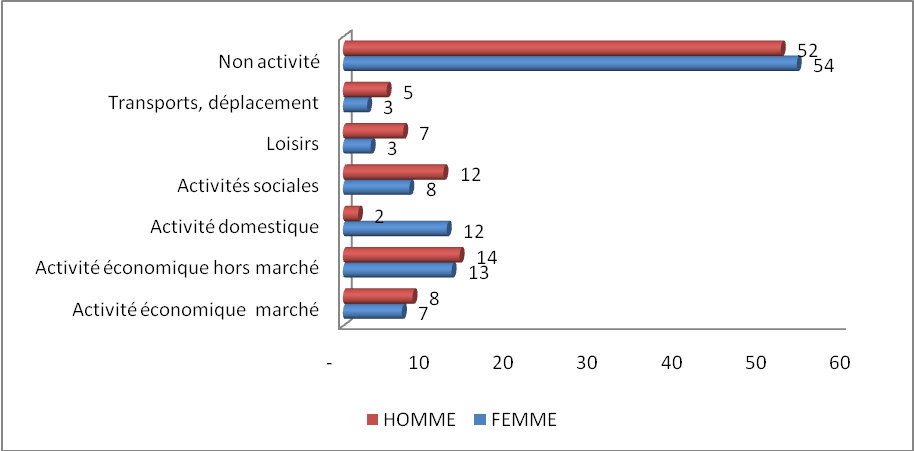 Non activité 52
54
Transports, déplacement 5
3
Loisirs 7
3
Activités sociales 12
8
Activité domestique 2
12
Activité économique hors marché 14
13
Activité économique  marché 8
7
- 10 20 30 40 50 60
HOMME FEMME